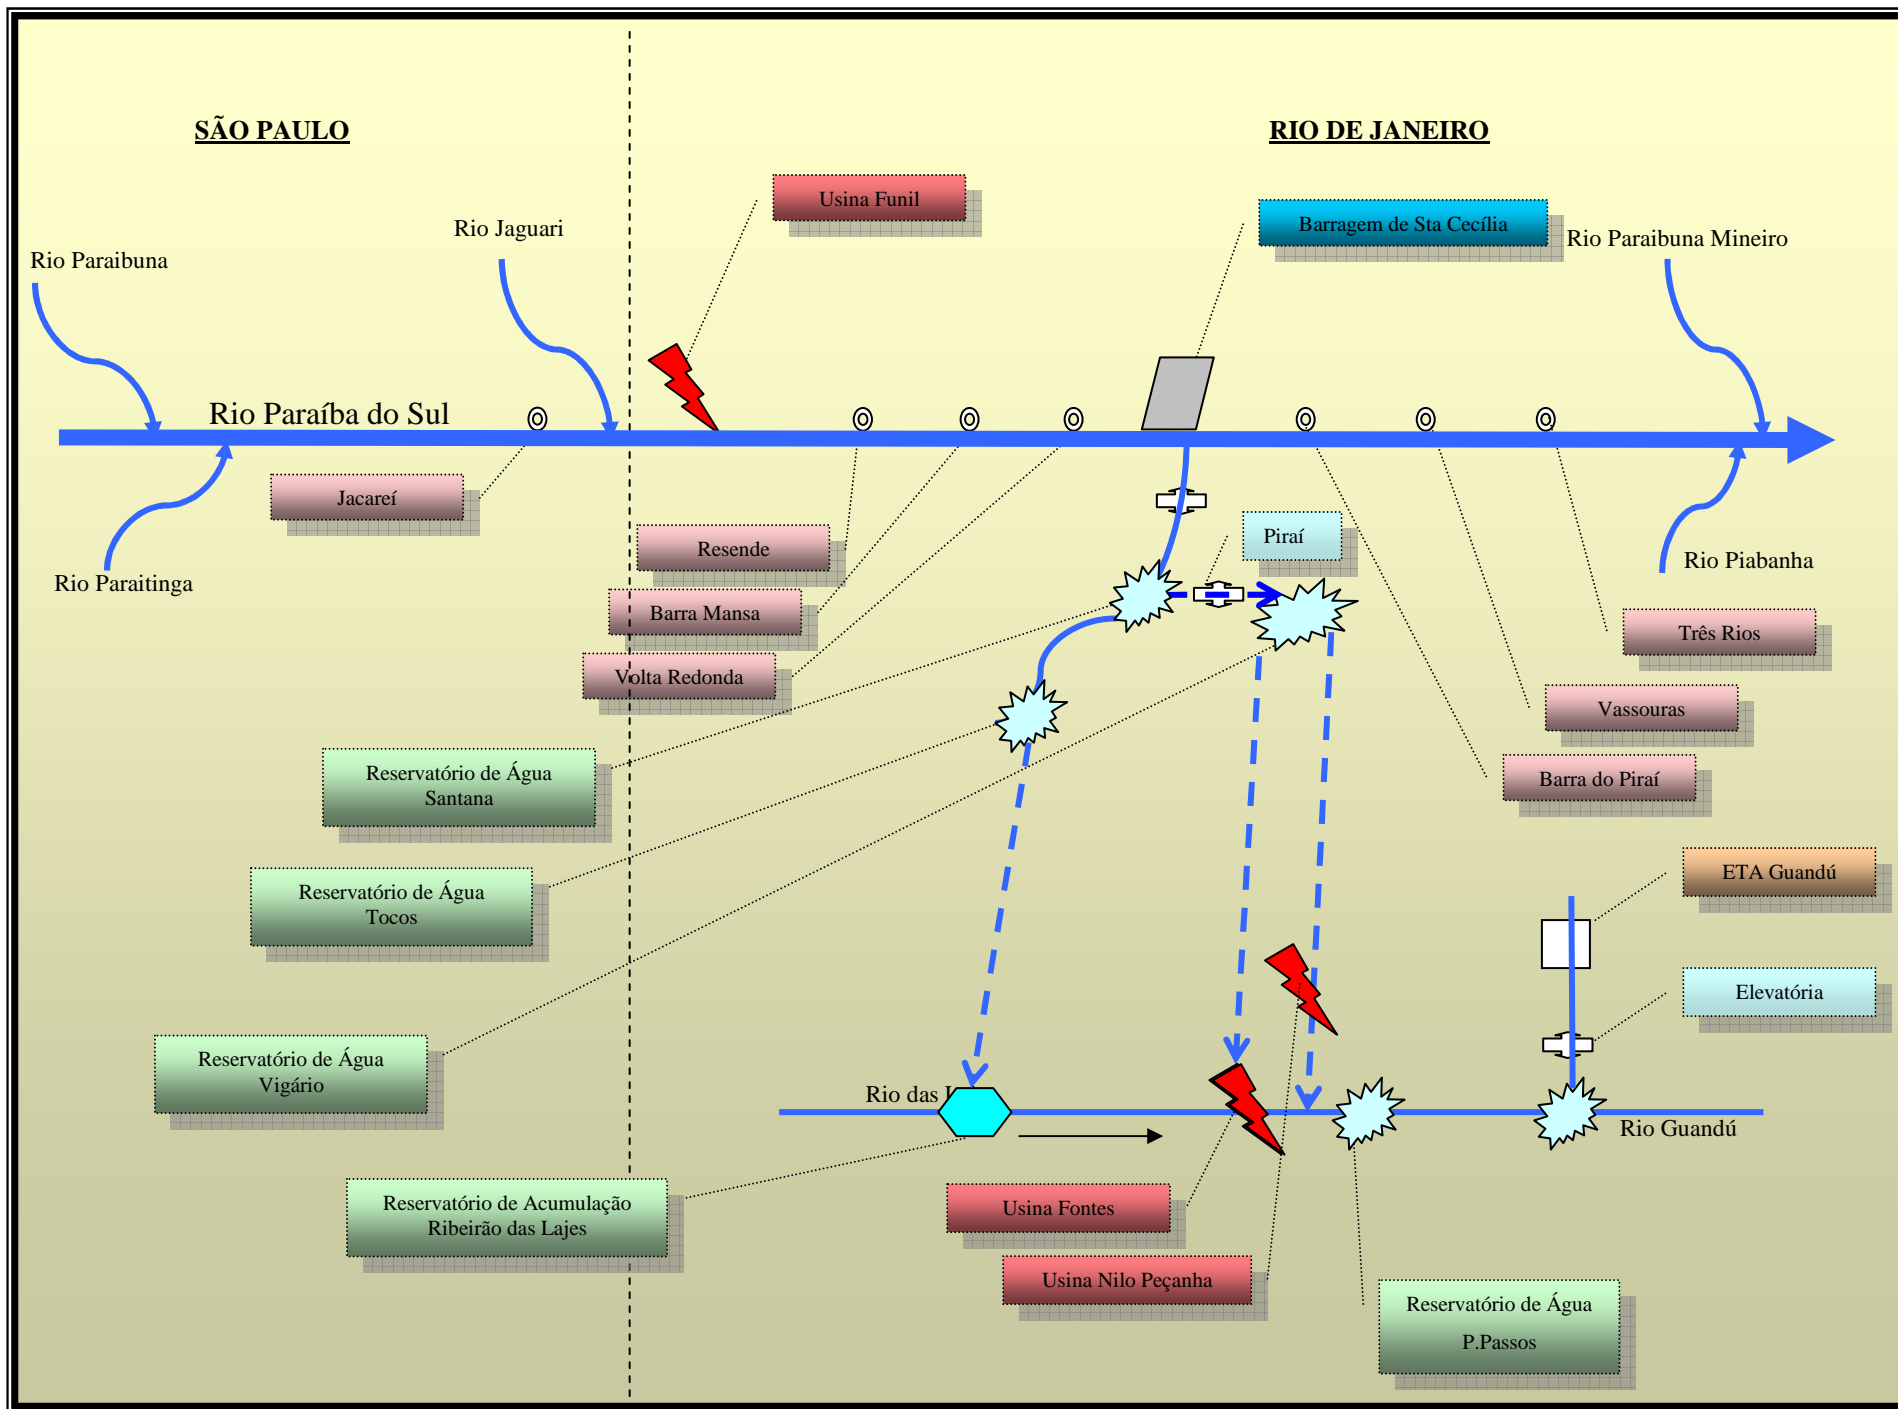 SÃO PAULO
RIO DE JANEIRO
Usina Funil
Barragem de Sta Cecília
Rio Jaguari
Rio Paraibuna Mineiro
Rio Paraibuna
Rio Paraíba do Sul
Jacareí
Resende
Piraí
Rio Paraitinga
Rio Piabanha
Barra Mansa
Três Rios
Volta Redonda
Vassouras
Reservatório de Água
Santana
Barra do Piraí
Reservatório de Água
Tocos
ETA Guandú
Elevatória
Reservatório de Água
Vigário
Rio das
Rio Guandú
Reservatório de Acumulação
Ribeirão das Lajes
Usina Fontes
Usina Nilo Peçanha
Reservatório de Água
P.Passos